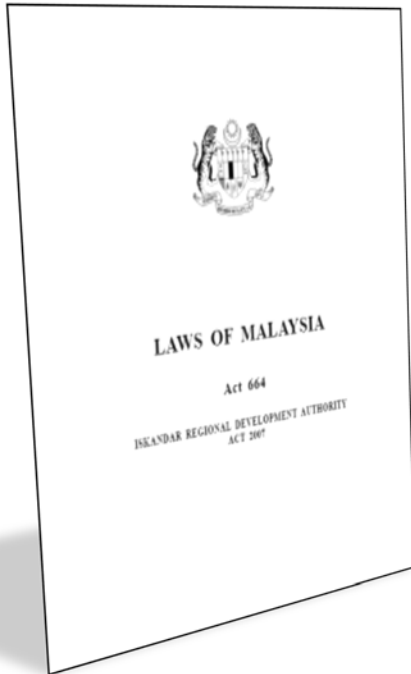 LAWS OF MALAYSIA
Act 664
ISKANDAR REGIONAL DEVELOPMENT AUTHORITY
ACT 2007